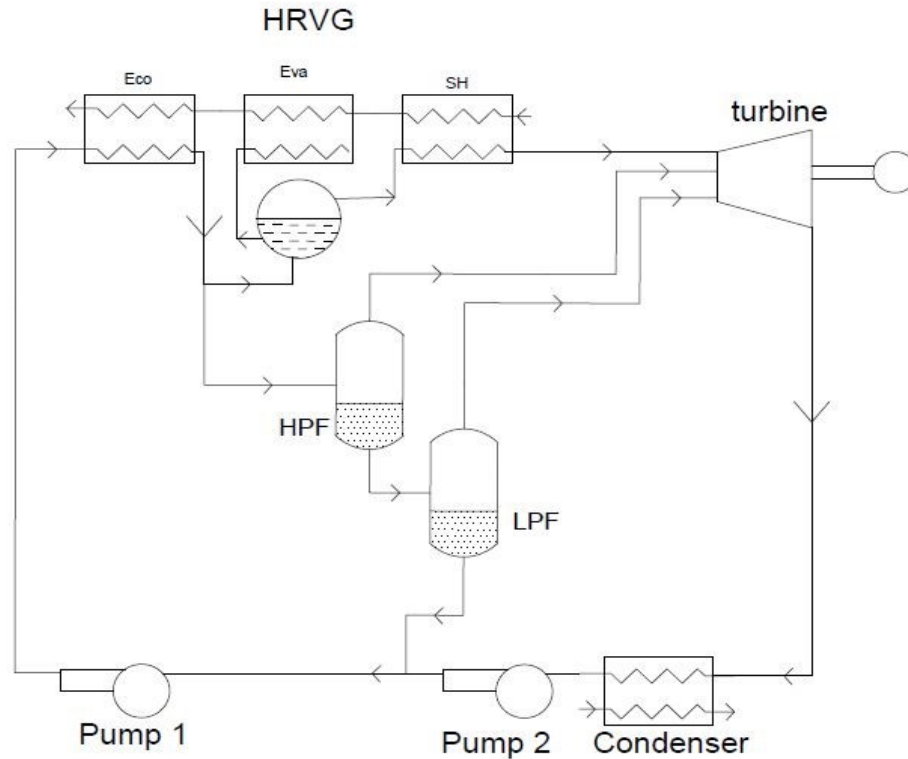 HRVG
Eco
Eva
SH
turbine
HPF
LPF
Pump 1
Pump 2
Condenser